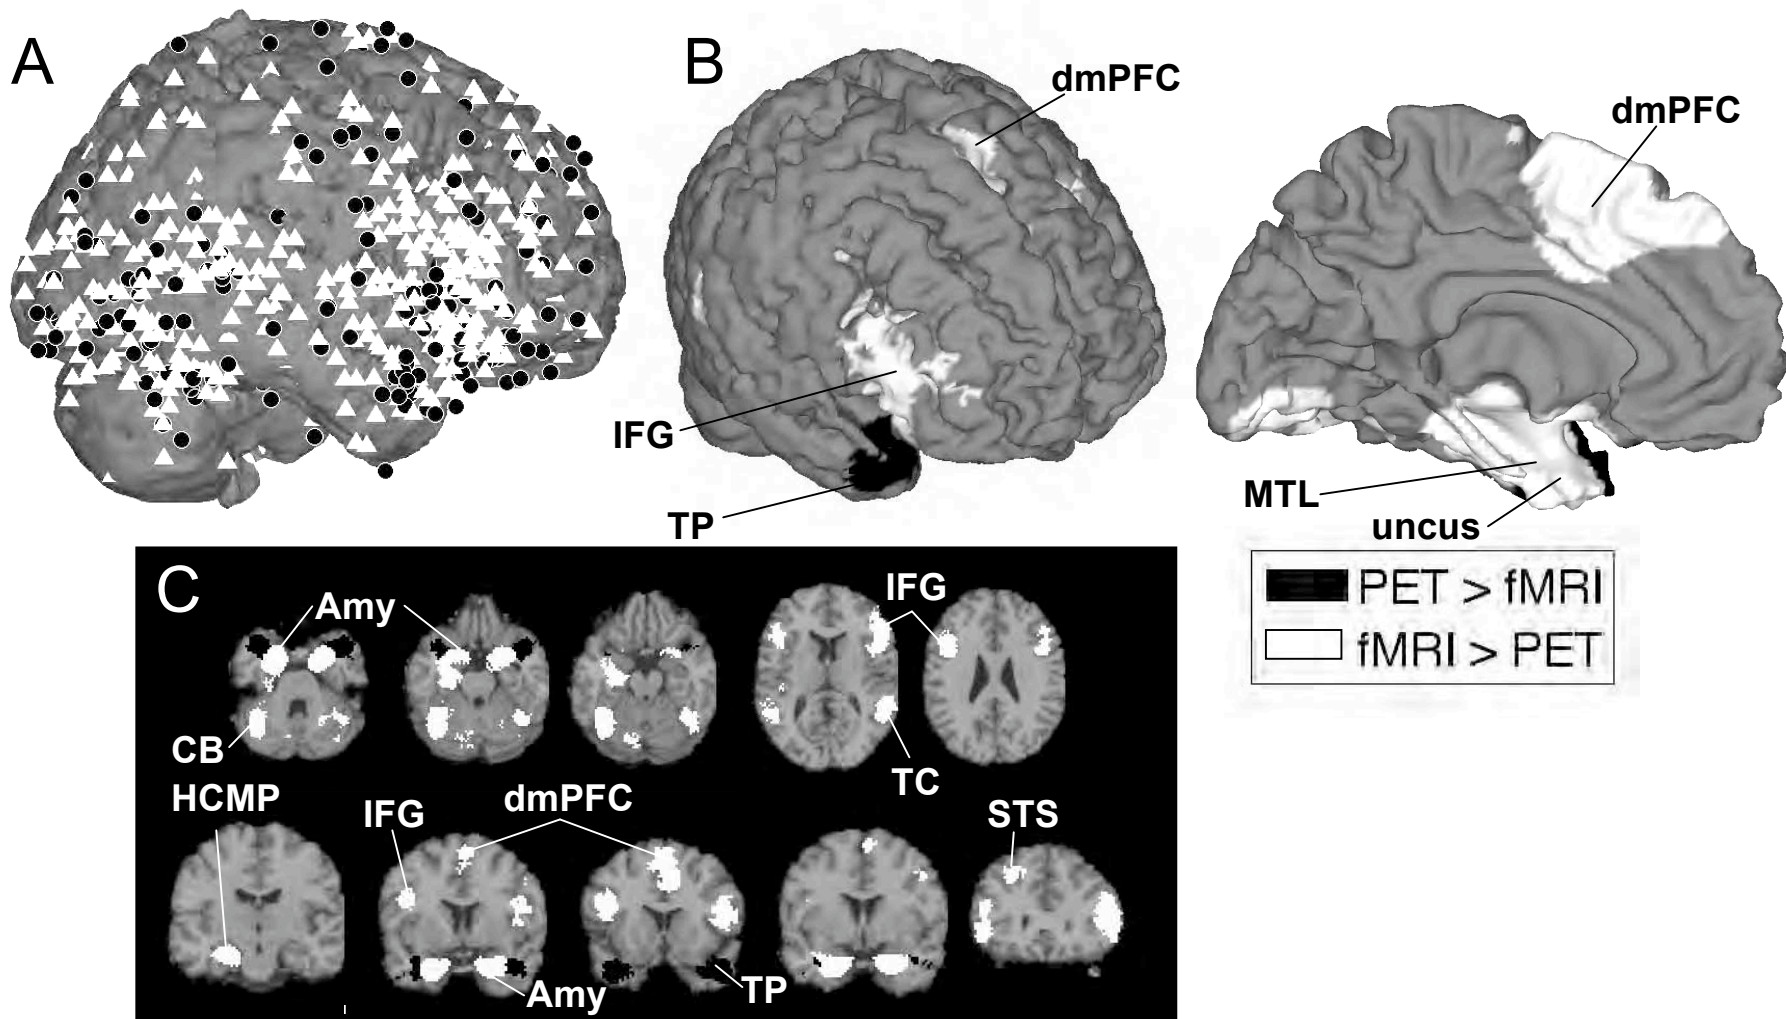 A
B
dmPFC
dmPFC
IFG
TP
MTL
uncus
PET > fMRI
fMRI > PET
C
Amy
IFG
CB
TC
HCMP
IFG
dmPFC
STS
Amy
TP